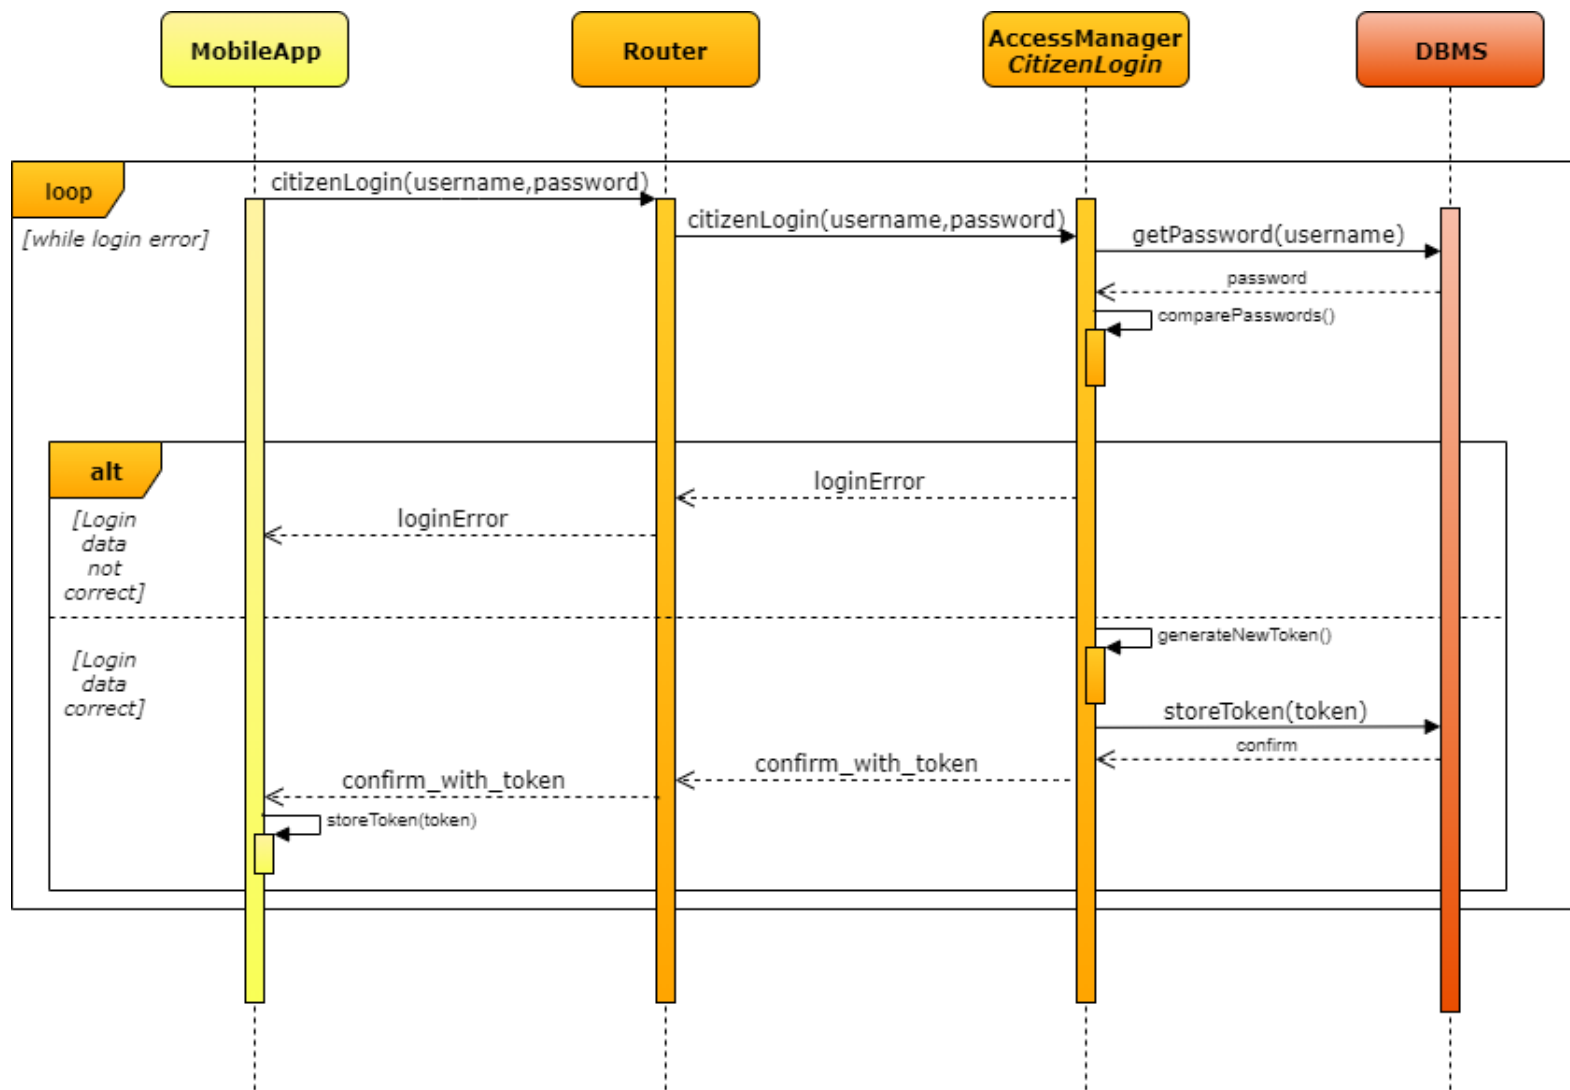 MobileApp
Router
AccessManager
CitizenLogin
DBMS
loop
[while login error]
citizenLogin(username,password)
citizenLogin(username,password)
getPassword(username)
password
comparePasswords()
alt
[Login
data
not
correct]
loginError
loginError
[Login
data
correct]
generateNewToken()
storeToken(token)
confirm
confirm_with_token
confirm_with_token
storeToken(token)